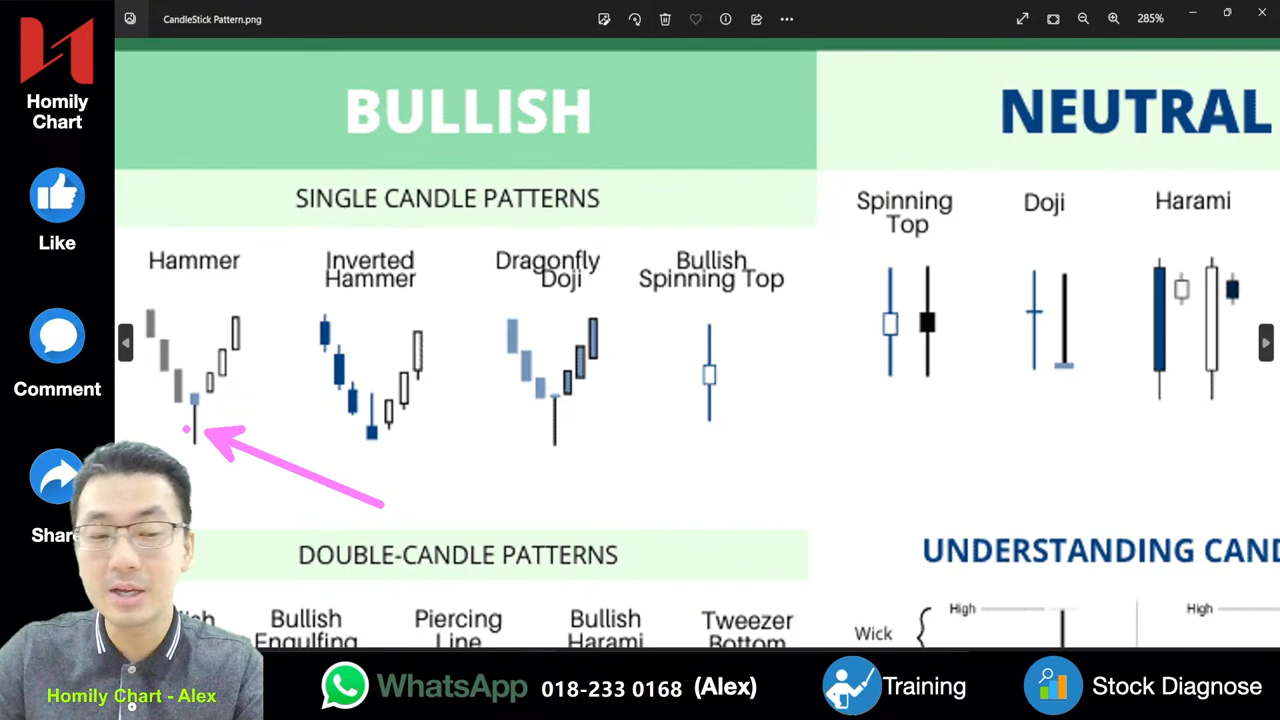 CandleStick Pattern.png
285%
Homily
Chart
Like
Comment
Share
BULLISH
NEUTRAL
SINGLE CANDLE PATTERNS
Hammer
Inverted
Hammer
Dragonfly
Doji
Bullish
Spinning Top
Spinning
Top
Doji
Harami
DOUBLE-CANDLE PATTERNS
Bullish
Engulfing
Piercing
Line
Bullish
Harami
Tweezer
Bottom
UNDERSTANDING
High
High
Wick
Homily Chart - Alex
WhatsApp 018-233 0168 (Alex)
Training
Stock Diagnose